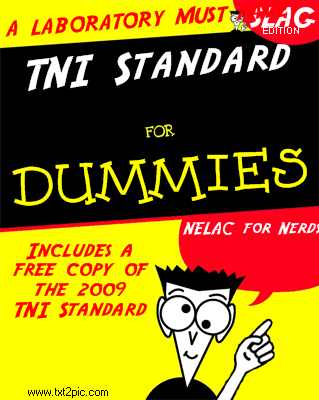 A LABORATORY MUST
SLAG
EDITION
TNI STANDARD
FOR
DUMMIES
NELAC FOR NERDS
INCLUDES A
FREE COPY OF
THE 2009
TNI STANDARD
www.txt2pic.com